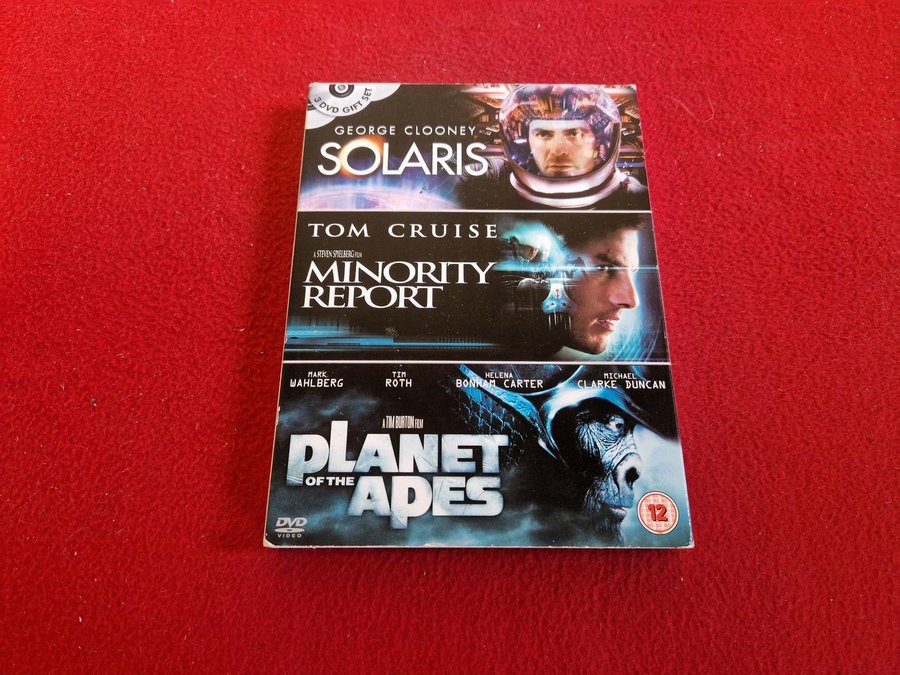 3 DVD GIFT SET
GEORGE CLOONEY
SOLARIS
TOM CRUISE
A STEVEN SPIELBERG FILM
MINORITY
REPORT
MARK WAHLBERG
TIM ROTH
HELENA BONHAM CARTER
MICHAEL CLARKE DUNCAN
A TIM BURTON FILM
PLANET
OF THE
APES
DVD
VIDEO
12